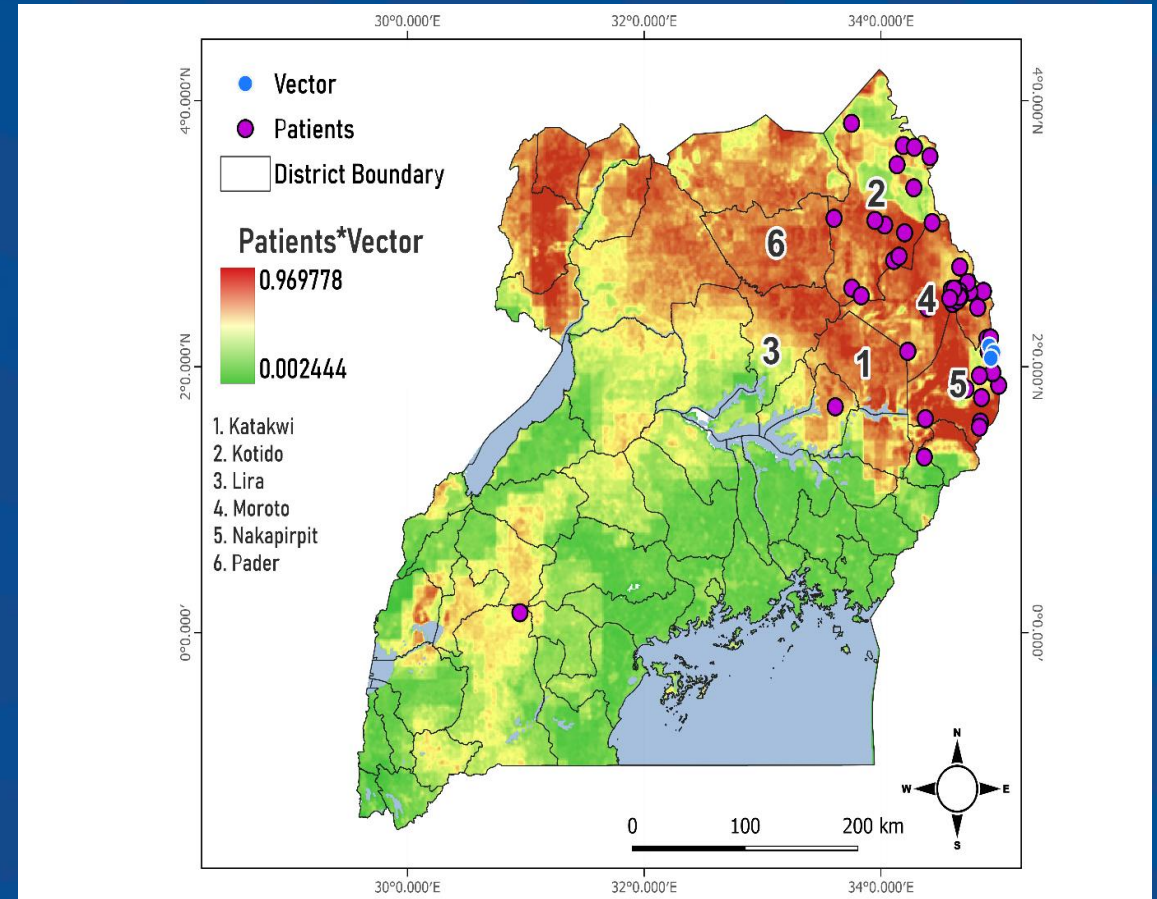 30°0.000'E 32°0.000'E 34°0.000'E
4°0.000'N
4°0.000'N
Vector
Patients
District Boundary
Patients*Vector
0.969778
0.002444
2°0.000'N
2°0.000'N
1. Katakwi
2. Kotido
3. Lira
4. Moroto
5. Nakapirpit
6. Pader
2
6
4
3
1
5
0°0.000'
0°0.000'
N
W E
S
0 100 200 km
30°0.000'E 32°0.000'E 34°0.000'E